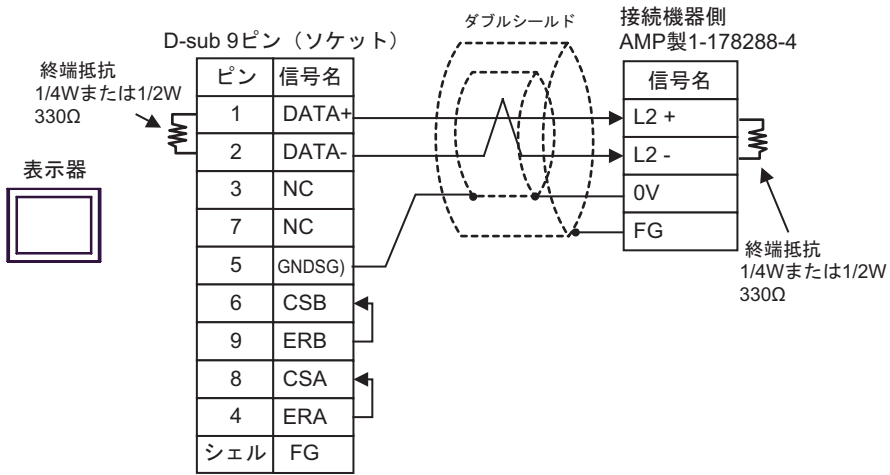 ダブルシールド
接続機器側
AMP製1-178288-4
D-sub 9ピン（ソケット）
終端抵抗
1/4Wまたは1/2W
330Ω
表示器
ピン 信号名
1 DATA+
2 DATA-
3 NC
7 NC
5 GNDSG)
6 CSB
9 ERB
8 CSA
4 ERA
シェル FG
信号名
L2 +
L2 -
0V
FG
終端抵抗
1/4Wまたは1/2W
330Ω